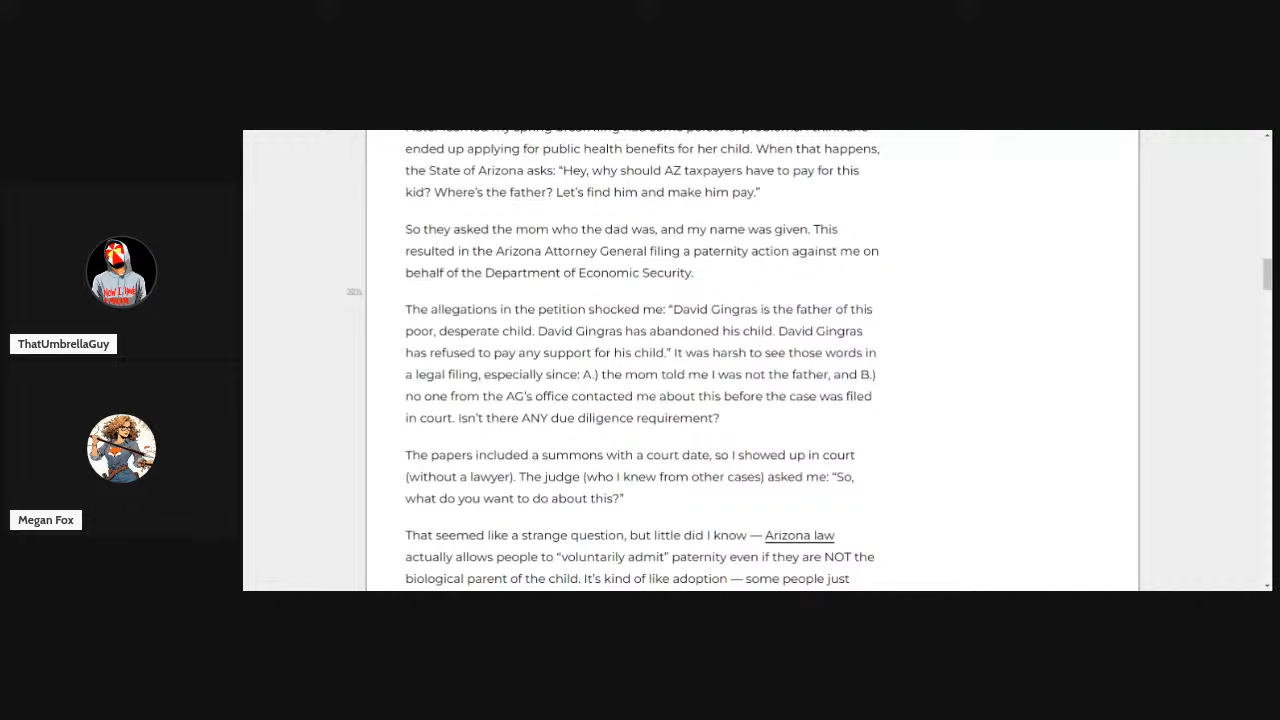 ended up applying for public health benefits for her child. When that happens,
the State of Arizona asks: “Hey, why should AZ taxpayers have to pay for this
kid? Where’s the father? Let’s find him and make him pay.”
So they asked the mom who the dad was, and my name was given. This
resulted in the Arizona Attorney General filing a paternity action against me on
behalf of the Department of Economic Security.
The allegations in the petition shocked me: “David Gingras is the father of this
poor, desperate child. David Gingras has abandoned his child. David Gingras
has refused to pay any support for his child.” It was harsh to see those words in
a legal filing, especially since: A.) the mom told me I was not the father, and B.)
no one from the AG’s office contacted me about this before the case was filed
in court. Isn’t there ANY due diligence requirement?
The papers included a summons with a court date, so I showed up in court
(without a lawyer). The judge (who I knew from other cases) asked me: “So,
what do you want to do about this?”
That seemed like a strange question, but little did I know — Arizona law
actually allows people to “voluntarily admit” paternity even if they are NOT the
biological parent of the child. It’s kind of like adoption — some people just
ThatUmbrellaGuy
Megan Fox